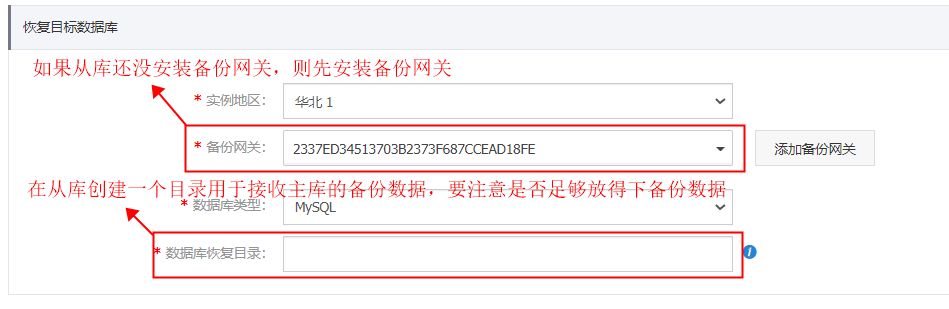 恢复目标数据库
如果从库还没安装备份网关，则先安装备份网关
* 实例地区： 华北 1
* 备份网关： 2337ED34513703B2373F687CCEAD18FE 添加备份网关
在从库创建一个目录用于接收主库的备份数据，要注意是否足够放得下备份数据
* 数据库类型： MySQL
* 数据库恢复目录： i